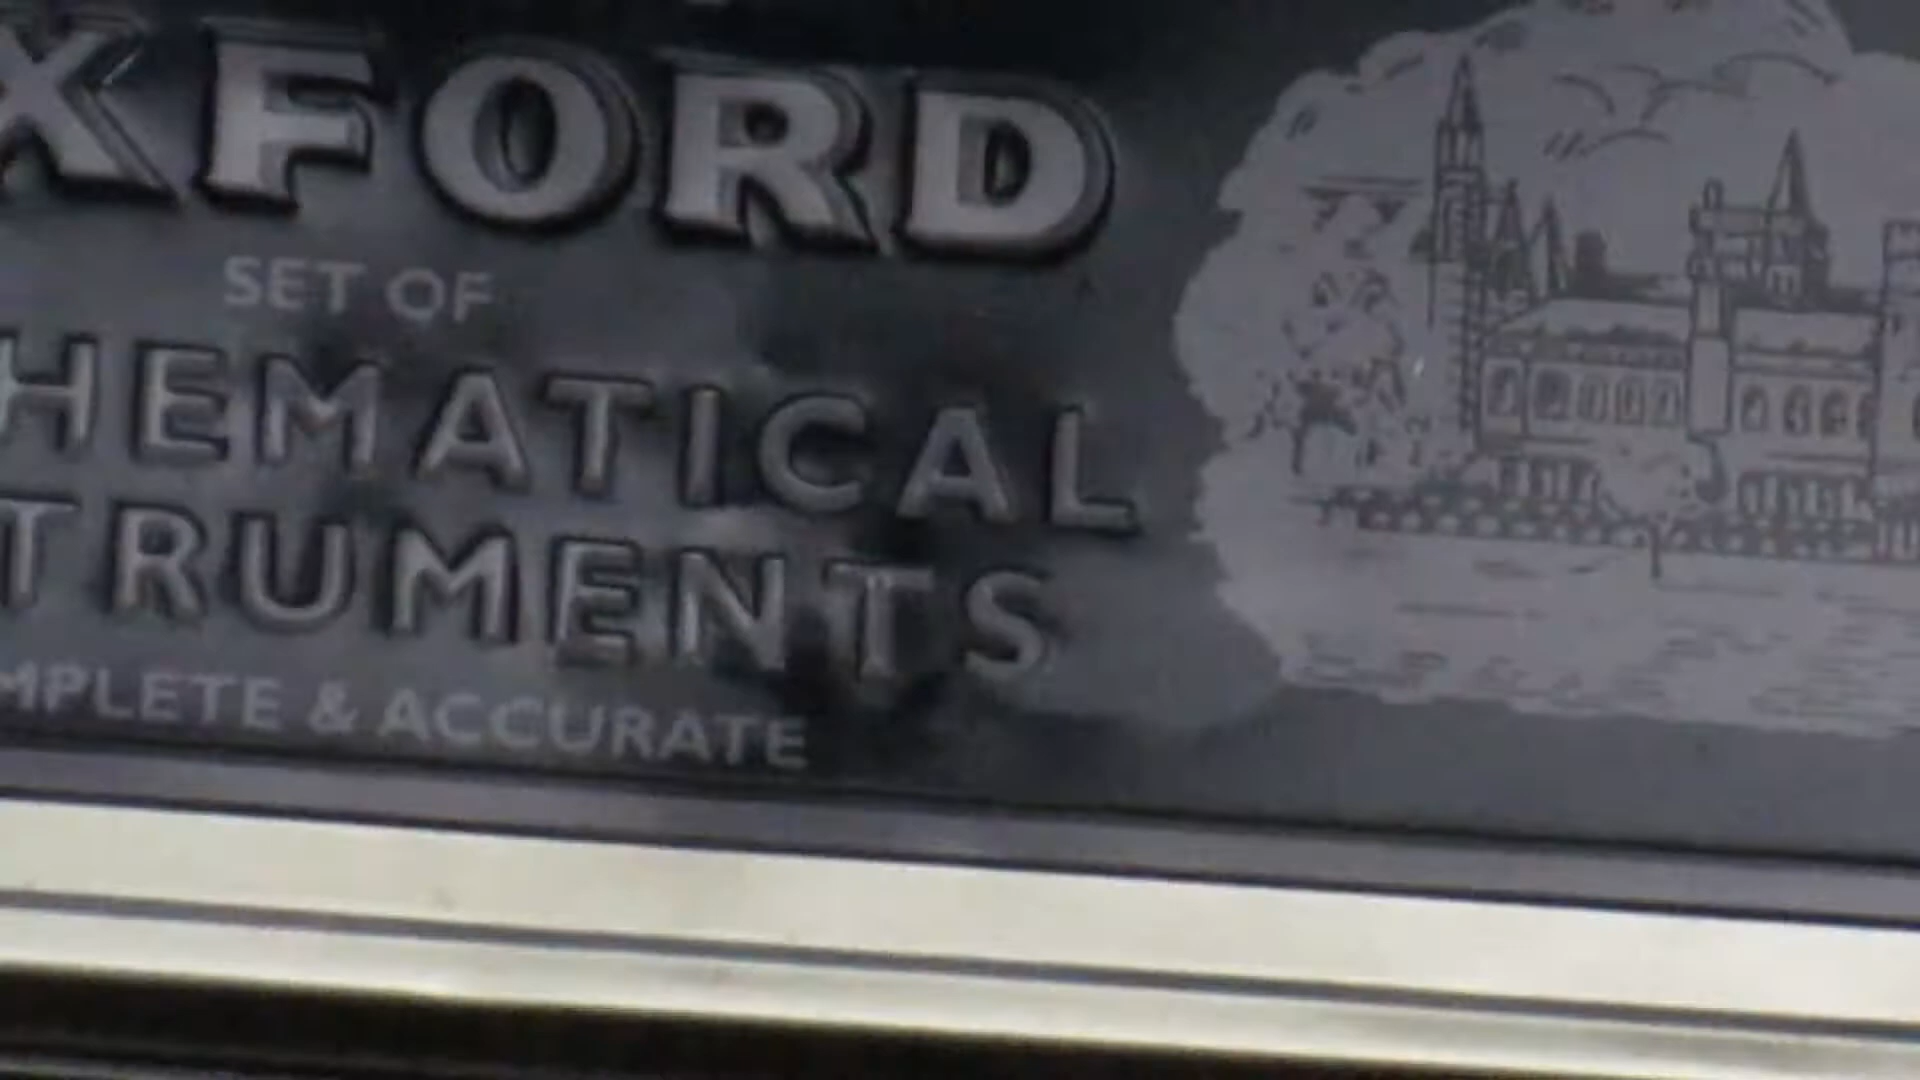 XFORD
SET OF
HEMATICAL
TRUMENTS
MPLETE & ACCURATE